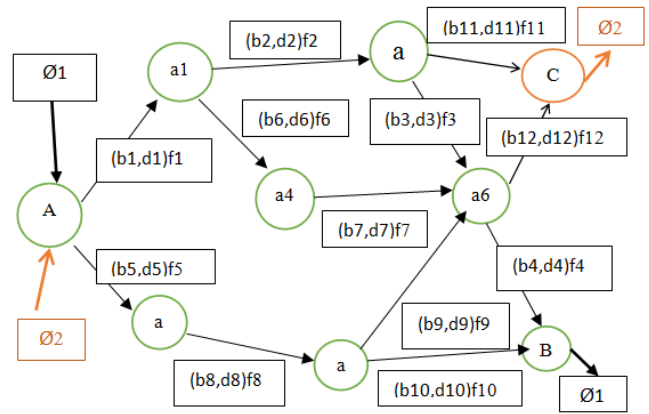 Ø1
(b2,d2)f2
(b11,d11)f11
Ø2
a1
a
C
(b6,d6)f6
(b3,d3)f3
(b12,d12)f12
(b1,d1)f1
A
a4
a6
(b7,d7)f7
(b5,d5)f5
(b4,d4)f4
Ø2
a
(b9,d9)f9
a
B
(b8,d8)f8
(b10,d10)f10
Ø1